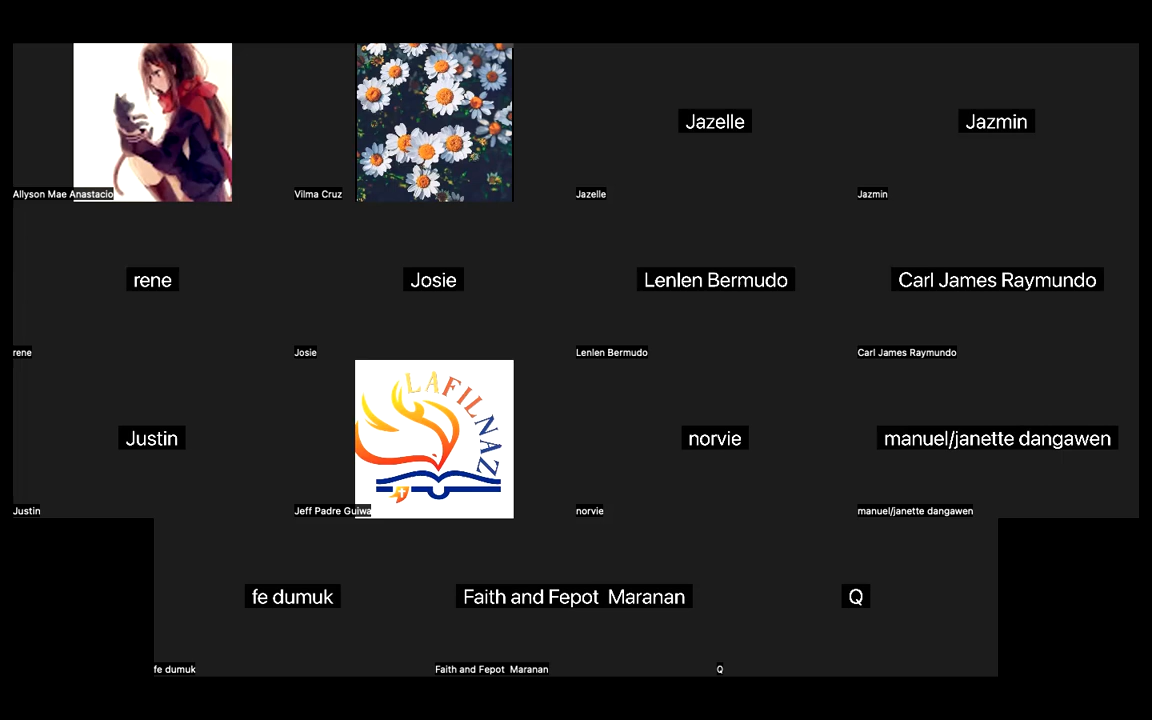 Jazelle
Jazmin
Allyson Mae Anastacio
Vilma Cruz
Jazelle
Jazmin
rene
Josie
Lenlen Bermudo
Carl James Raymundo
rene
Josie
Lenlen Bermudo
Carl James Raymundo
LAFILNAZ
Justin
norvie
manuel/janette dangawen
Justin
Jeff Padre Guiwa
norvie
manuel/janette dangawen
fe dumuk
Faith and Fepot Maranan
Q
fe dumuk
Faith and Fepot Maranan
Q